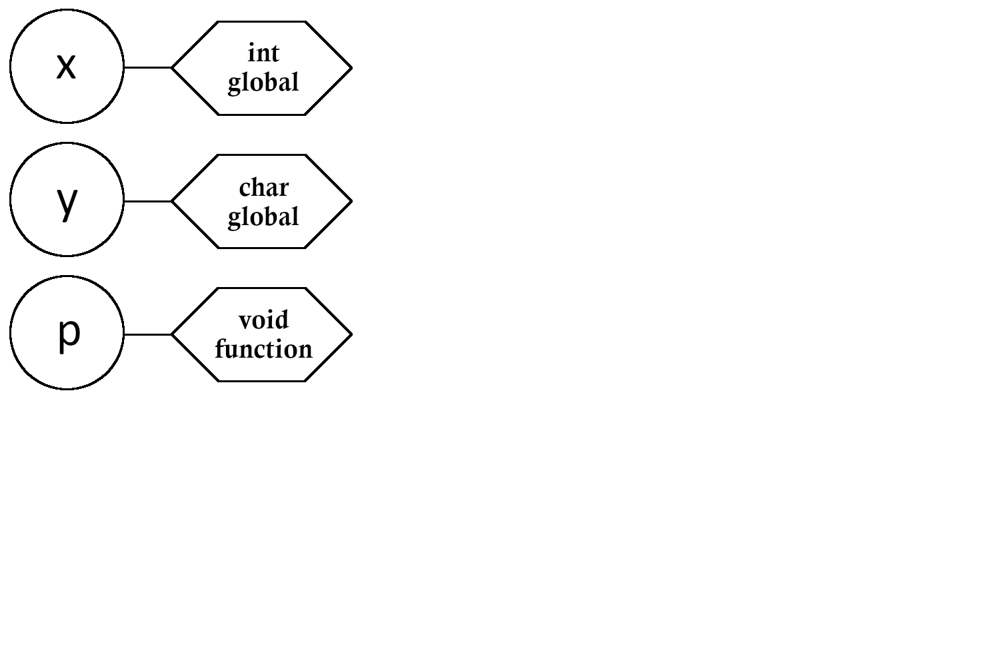 x
int
global
y
char
global
p
void
function